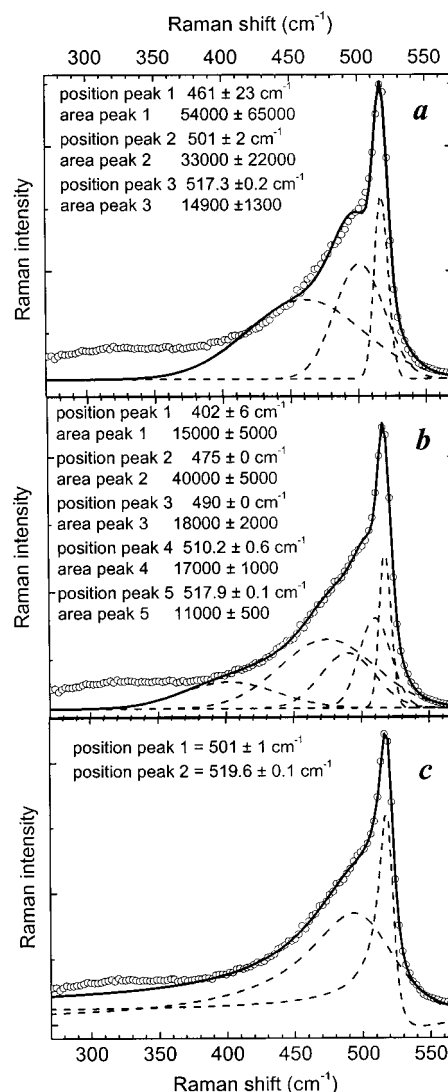 Raman shift (cm-1)
300 350 400 450 500 550
position peak 1 461 ± 23 cm-1
area peak 1 54000 ± 65000
position peak 2 501 ± 2 cm-1
area peak 2 33000 ± 22000
position peak 3 517.3 ±0.2 cm-1
area peak 3 14900 ±1300
a
Raman intensity
position peak 1 402 ± 6 cm-1
area peak 1 15000 ± 5000
position peak 2 475 ± 0 cm-1
area peak 2 40000 ± 5000
position peak 3 490 ± 0 cm-1
area peak 3 18000 ± 2000
position peak 4 510.2 ± 0.6 cm-1
area peak 4 17000 ± 1000
position peak 5 517.9 ± 0.1 cm-1
area peak 5 11000 ± 500
b
Raman intensity
position peak 1 = 501 ± 1 cm-1
position peak 2 = 519.6 ± 0.1 cm-1
c
Raman intensity
300 350 400 450 500 550
Raman shift (cm-1)